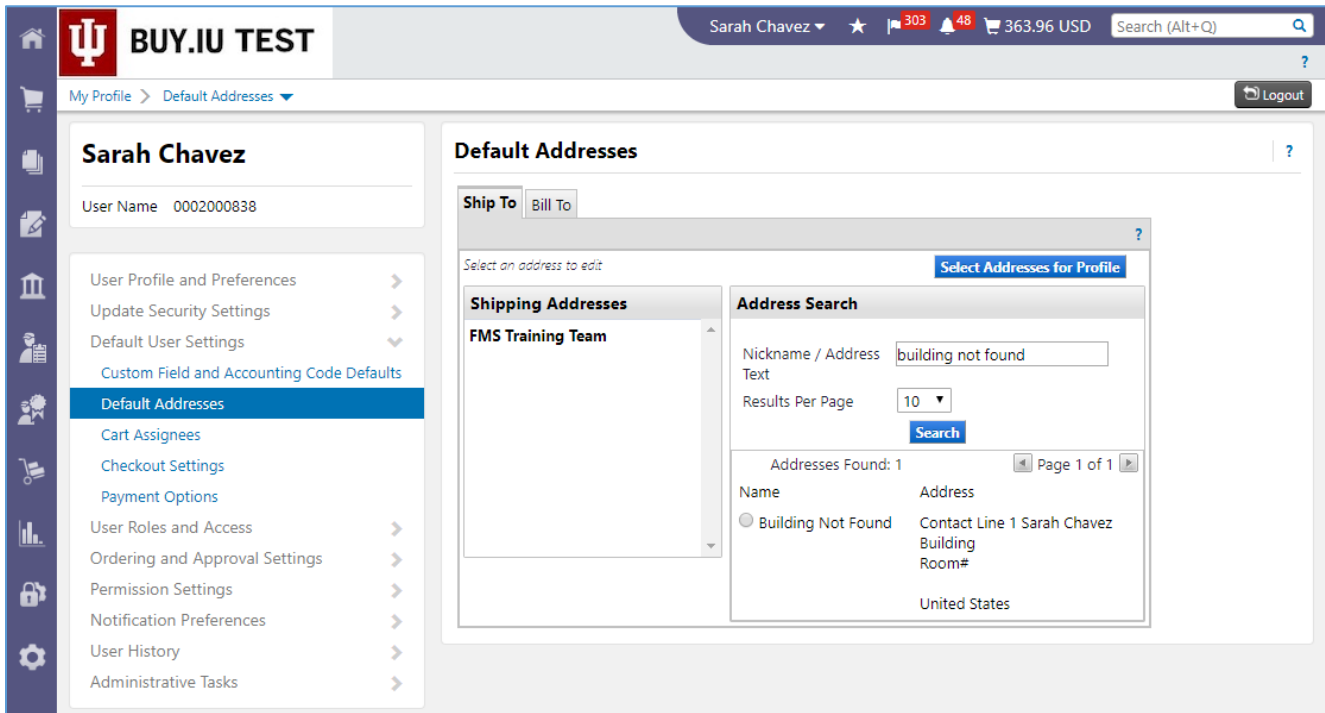 BUY.IU TEST
Sarah Chavez
303
48
363.96 USD
Search (Alt+Q)
?
My Profile > Default Addresses
Logout
Sarah Chavez
User Name 0002000838
User Profile and Preferences
Update Security Settings
Default User Settings
Custom Field and Accounting Code Defaults
Default Addresses
Cart Assignees
Checkout Settings
Payment Options
User Roles and Access
Ordering and Approval Settings
Permission Settings
Notification Preferences
User History
Administrative Tasks
Default Addresses
?
Ship To
Bill To
?
Select an address to edit
Select Addresses for Profile
Shipping Addresses
FMS Training Team
Address Search
Nickname / Address
Text
building not found
Results Per Page
10
Search
Addresses Found: 1
Page 1 of 1
Name
Address
Building Not Found
Contact Line 1 Sarah Chavez
Building
Room#
United States